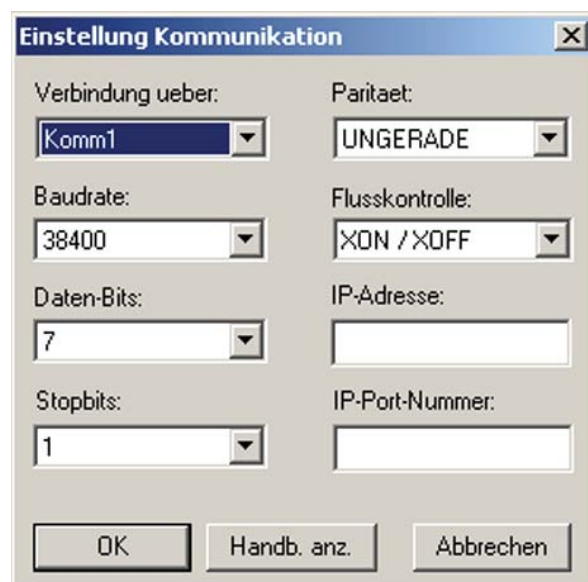 Einstellung Kommunikation
Verbindung ueber:
Komm1
Paritaet:
UNGERADE
Baudrate:
38400
Flusskontrolle:
XON / XOFF
Daten-Bits:
7
IP-Adresse:
Stopbits:
1
IP-Port-Nummer:
OK
Handb. anz.
Abbrechen